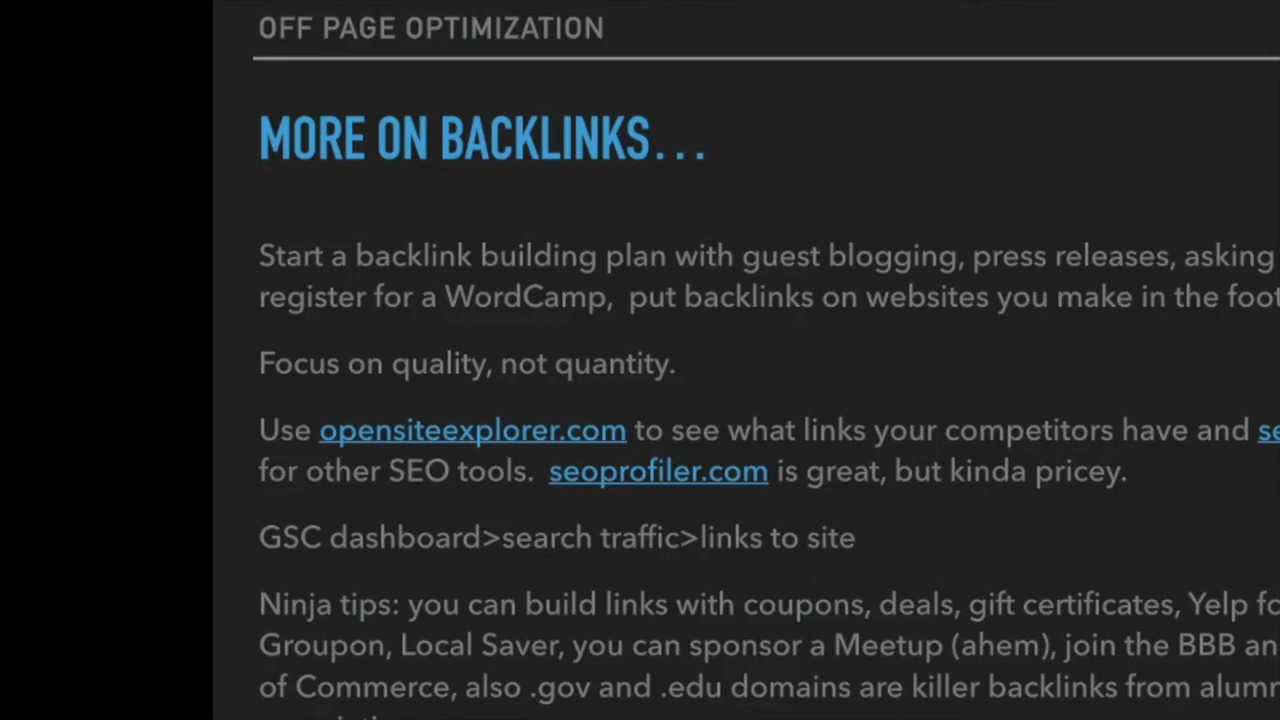 OFF PAGE OPTIMIZATION
MORE ON BACKLINKS...
Start a backlink building plan with guest blogging, press releases, asking
register for a WordCamp, put backlinks on websites you make in the foot
Focus on quality, not quantity.
Use opensiteexplorer.com to see what links your competitors have and se
for other SEO tools. seoprofiler.com is great, but kinda pricey.
GSC dashboard>search traffic>links to site
Ninja tips: you can build links with coupons, deals, gift certificates, Yelp fo
Groupon, Local Saver, you can sponsor a Meetup (ahem), join the BBB an
of Commerce, also .gov and .edu domains are killer backlinks from alumn